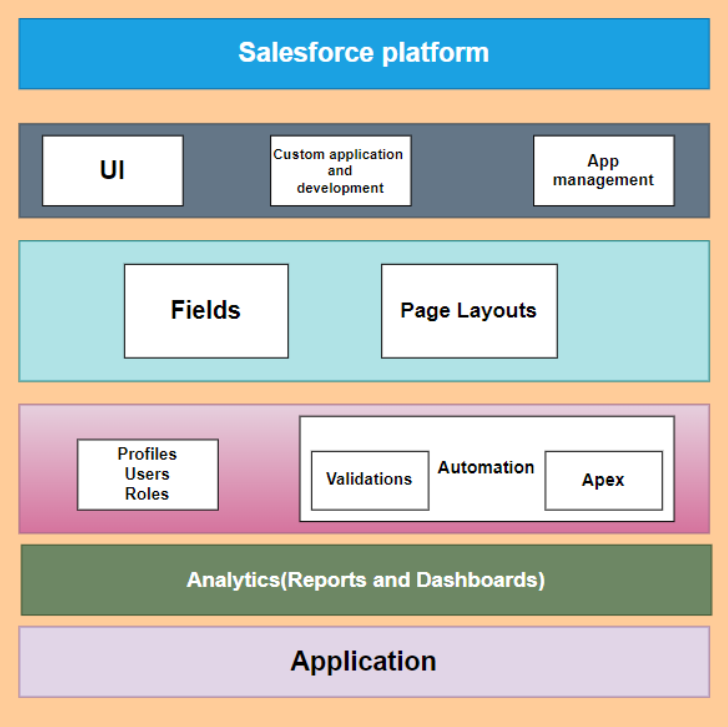 Salesforce platform
UI
Custom application
and
development
App
management
Fields
Page Layouts
Profiles
Users
Roles
Automation
Validations
Apex
Analytics(Reports and Dashboards)
Application